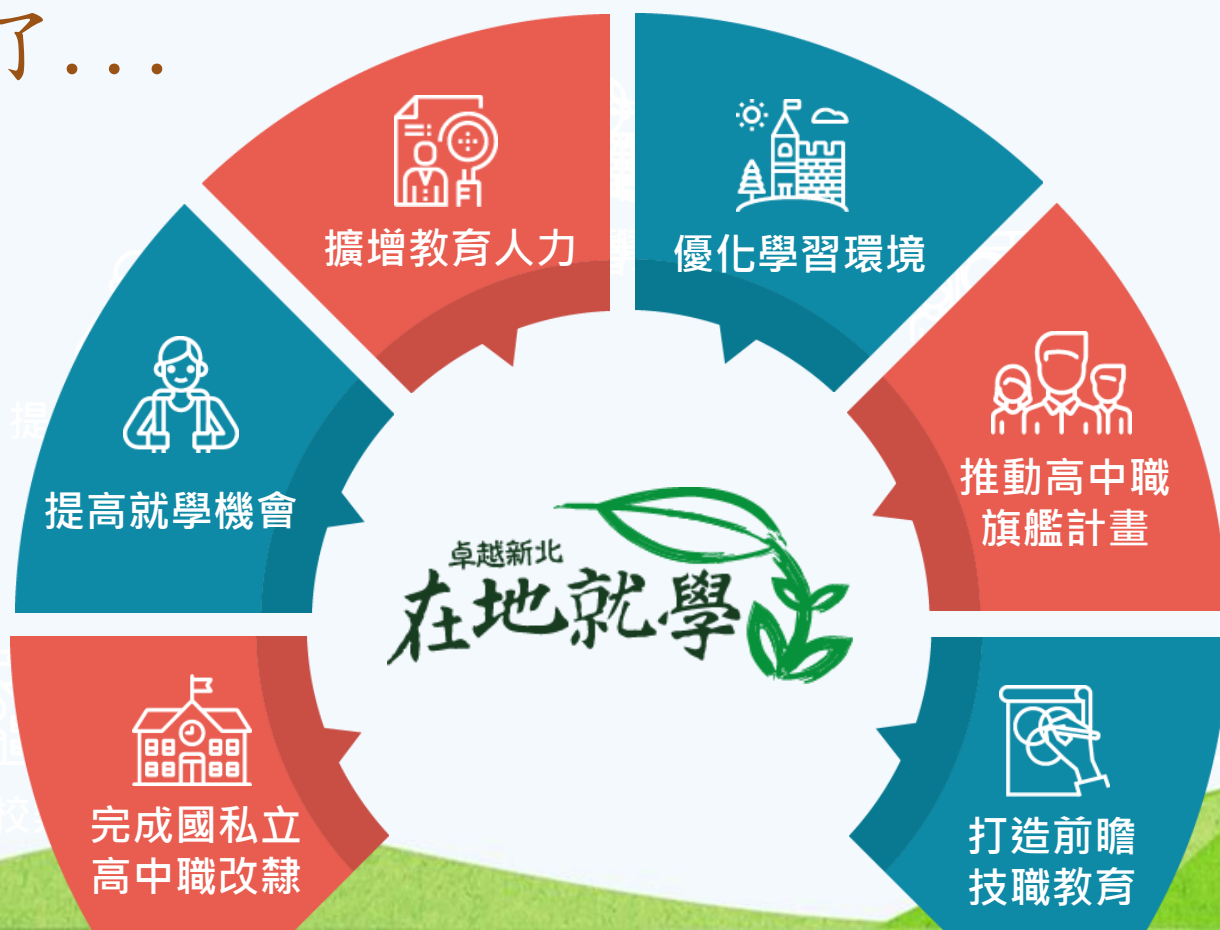 了...
擴增教育人力
優化學習環境
提高就學機會
推動高中職
旗艦計畫
卓越新北
在地就學
完成國私立
高中職改隸
打造前瞻
技職教育